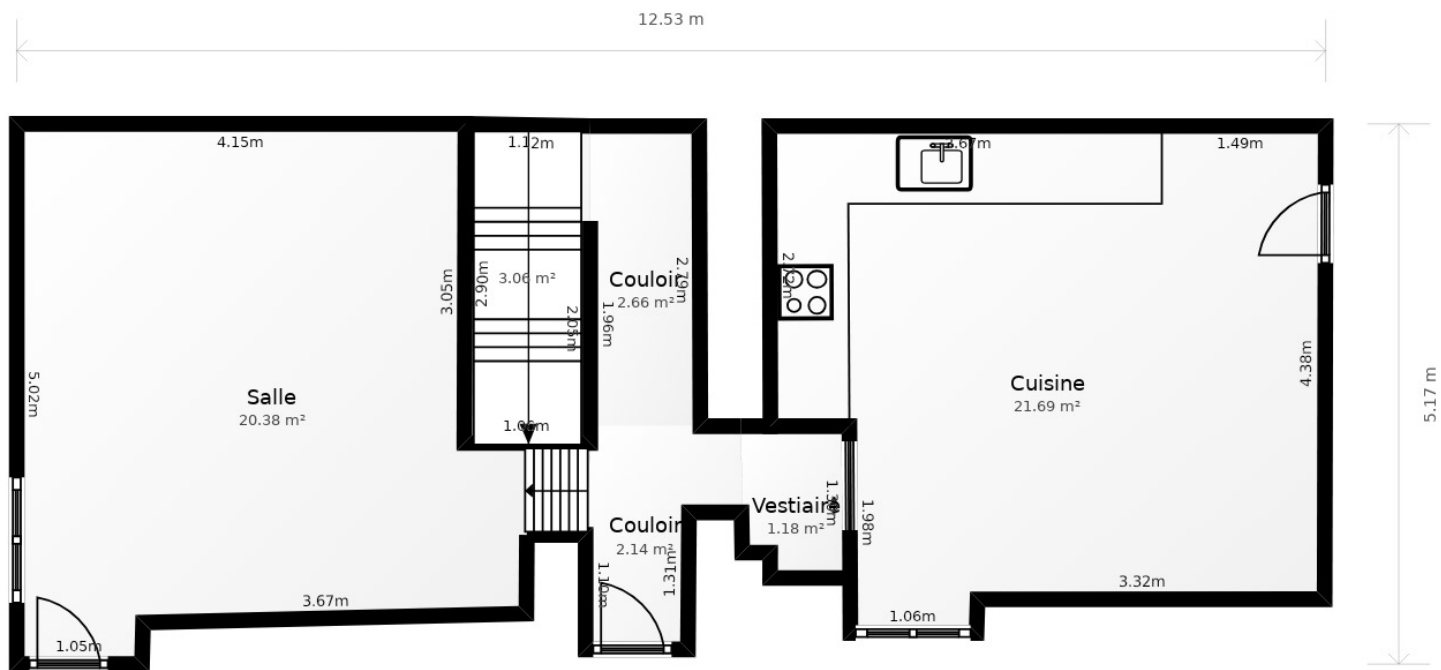 12.53 m
4.15m
1.12m
1.49m
3.05m
2.90m
3.06 m²
2.05m
1.96m
Couloir
2.66 m²
2.79m
5.17 m
4.38m
5.02m
Salle
20.38 m²
Cuisine
21.69 m²
1.06m
Vestiaire
1.18 m²
1.98m
Couloir
2.14 m²
1.31m
3.67m
1.05m
3.32m
1.06m